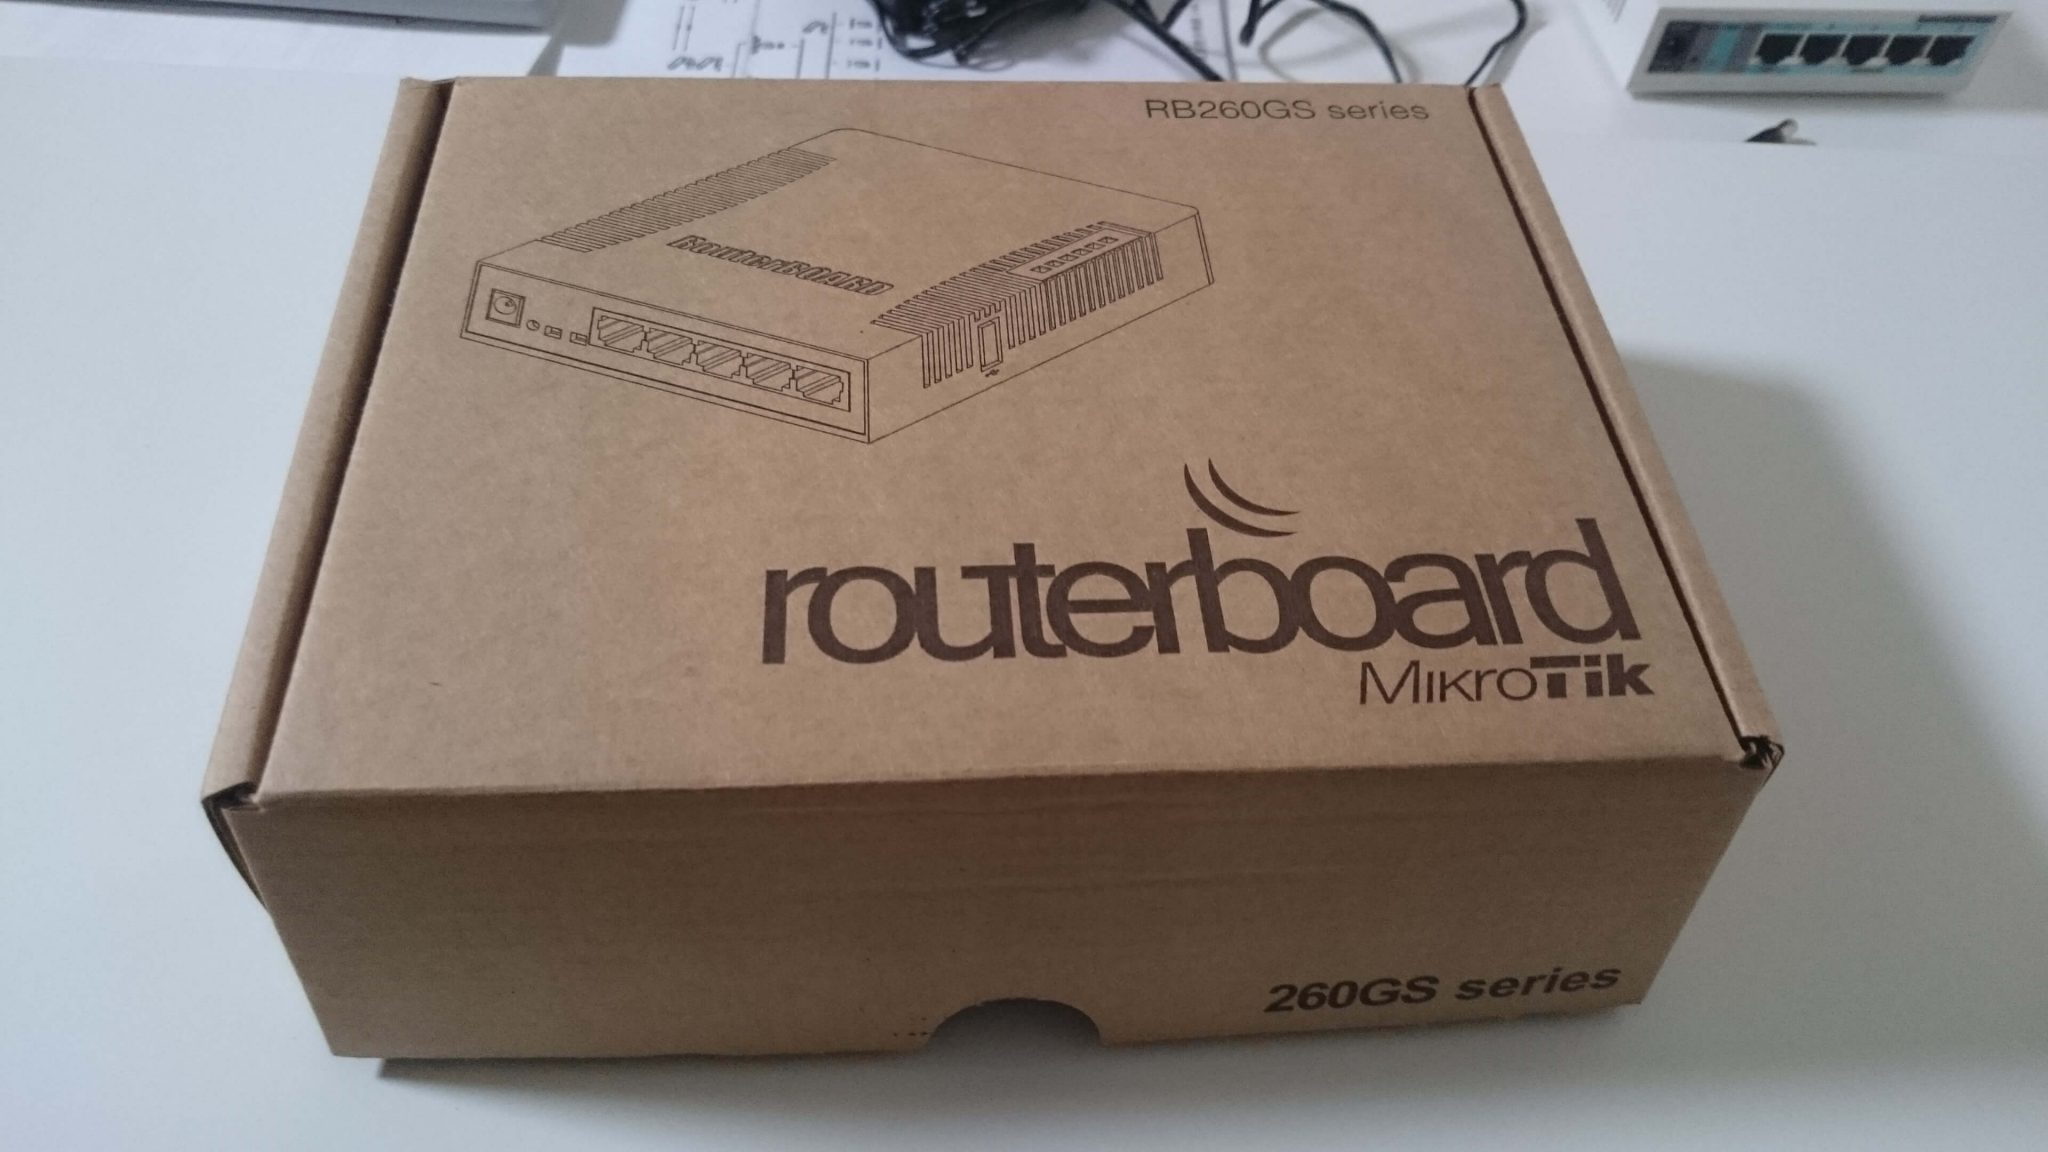 RB260GS series
RouterBOARD
routerboard
MikroTik
260GS series